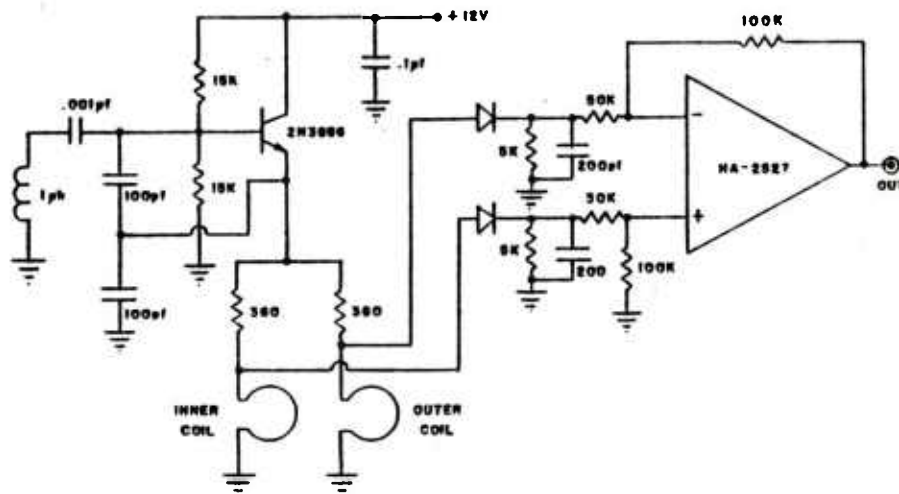 + 12V
100K
.1pf
15K
.001pf
2N3866
50K
5K
200pf
HA-2527
OUT
1ph
100pf
15K
50K
5K
200
100K
100pf
360
360
INNER
COIL
OUTER
COIL